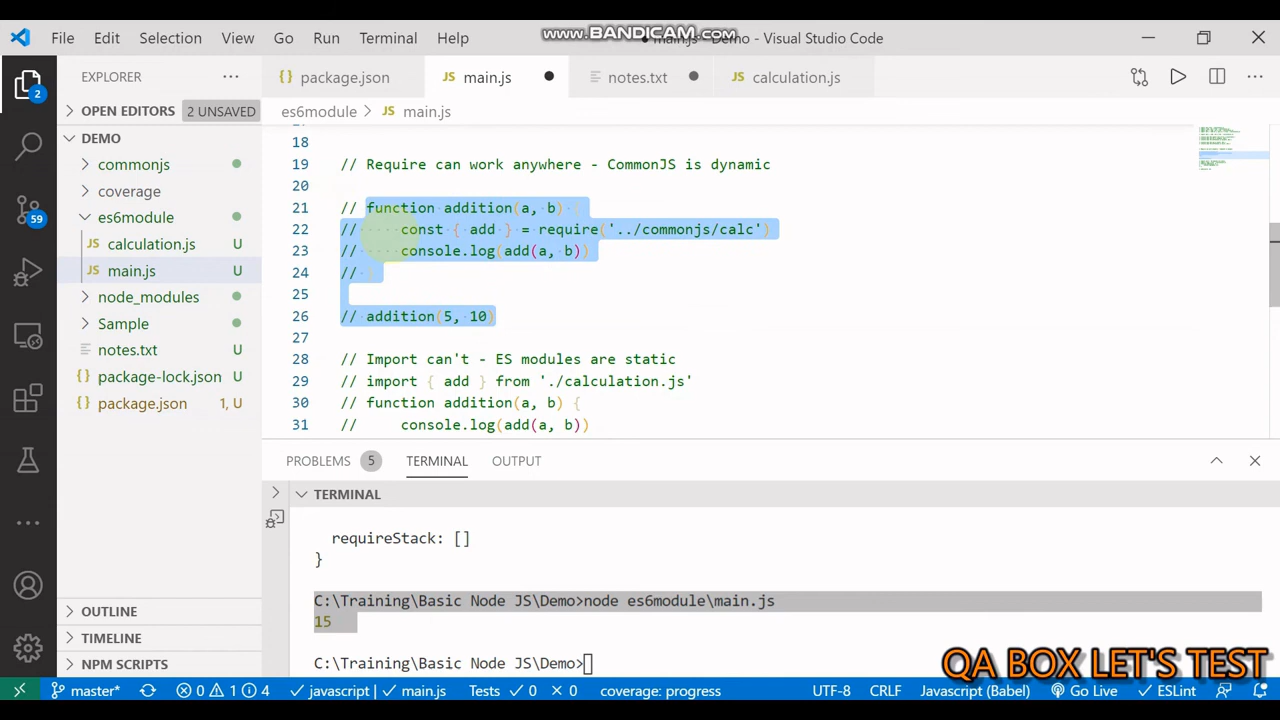 www.BANDICAM.com
File Edit Selection View Go Run Terminal Help
main.js - Demo - Visual Studio Code
EXPLORER
package.json
main.js
notes.txt
calculation.js
OPEN EDITORS 2 UNSAVED
es6module > main.js
DEMO
commonjs
coverage
es6module
calculation.js U
main.js U
node_modules
Sample
notes.txt U
package-lock.json U
package.json 1, U
OUTLINE
TIMELINE
NPM SCRIPTS
2
59
18
19 // Require can work anywhere - CommonJS is dynamic
20
21 // function addition(a, b) {
22 // const { add } = require('../commonjs/calc')
23 // console.log(add(a, b))
24 // }
25
26 // addition(5, 10)
27
28 // Import can't - ES modules are static
29 // import { add } from './calculation.js'
30 // function addition(a, b) {
31 // console.log(add(a, b))
PROBLEMS 5 TERMINAL OUTPUT
TERMINAL
requireStack: []
}
C:\Training\Basic Node JS\Demo>node es6module\main.js
15
C:\Training\Basic Node JS\Demo>
QA BOX LET'S TEST
master* 0 1 4 javascript | main.js Tests 0 0 coverage: progress UTF-8 CRLF Javascript (Babel) Go Live ESLint